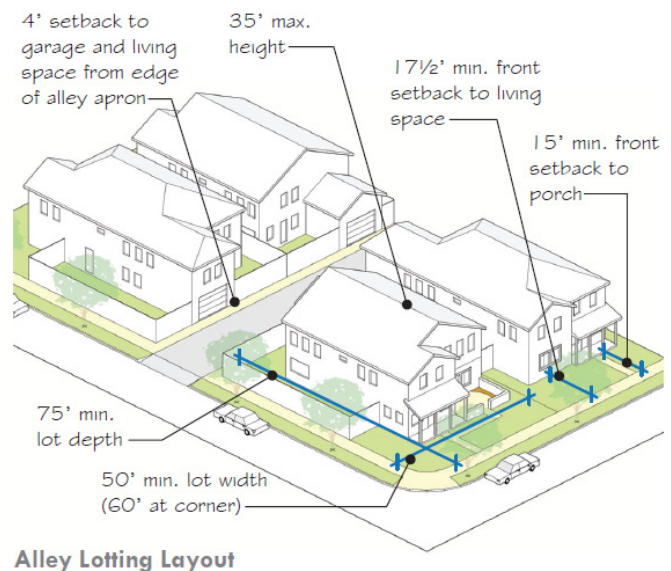 4' setback to
garage and living
space from edge
of alley apron
35' max.
height
17½' min. front
setback to living
space
15' min. front
setback to
porch
75' min.
lot depth
50' min. lot width
(60' at corner)
Alley Lotting Layout